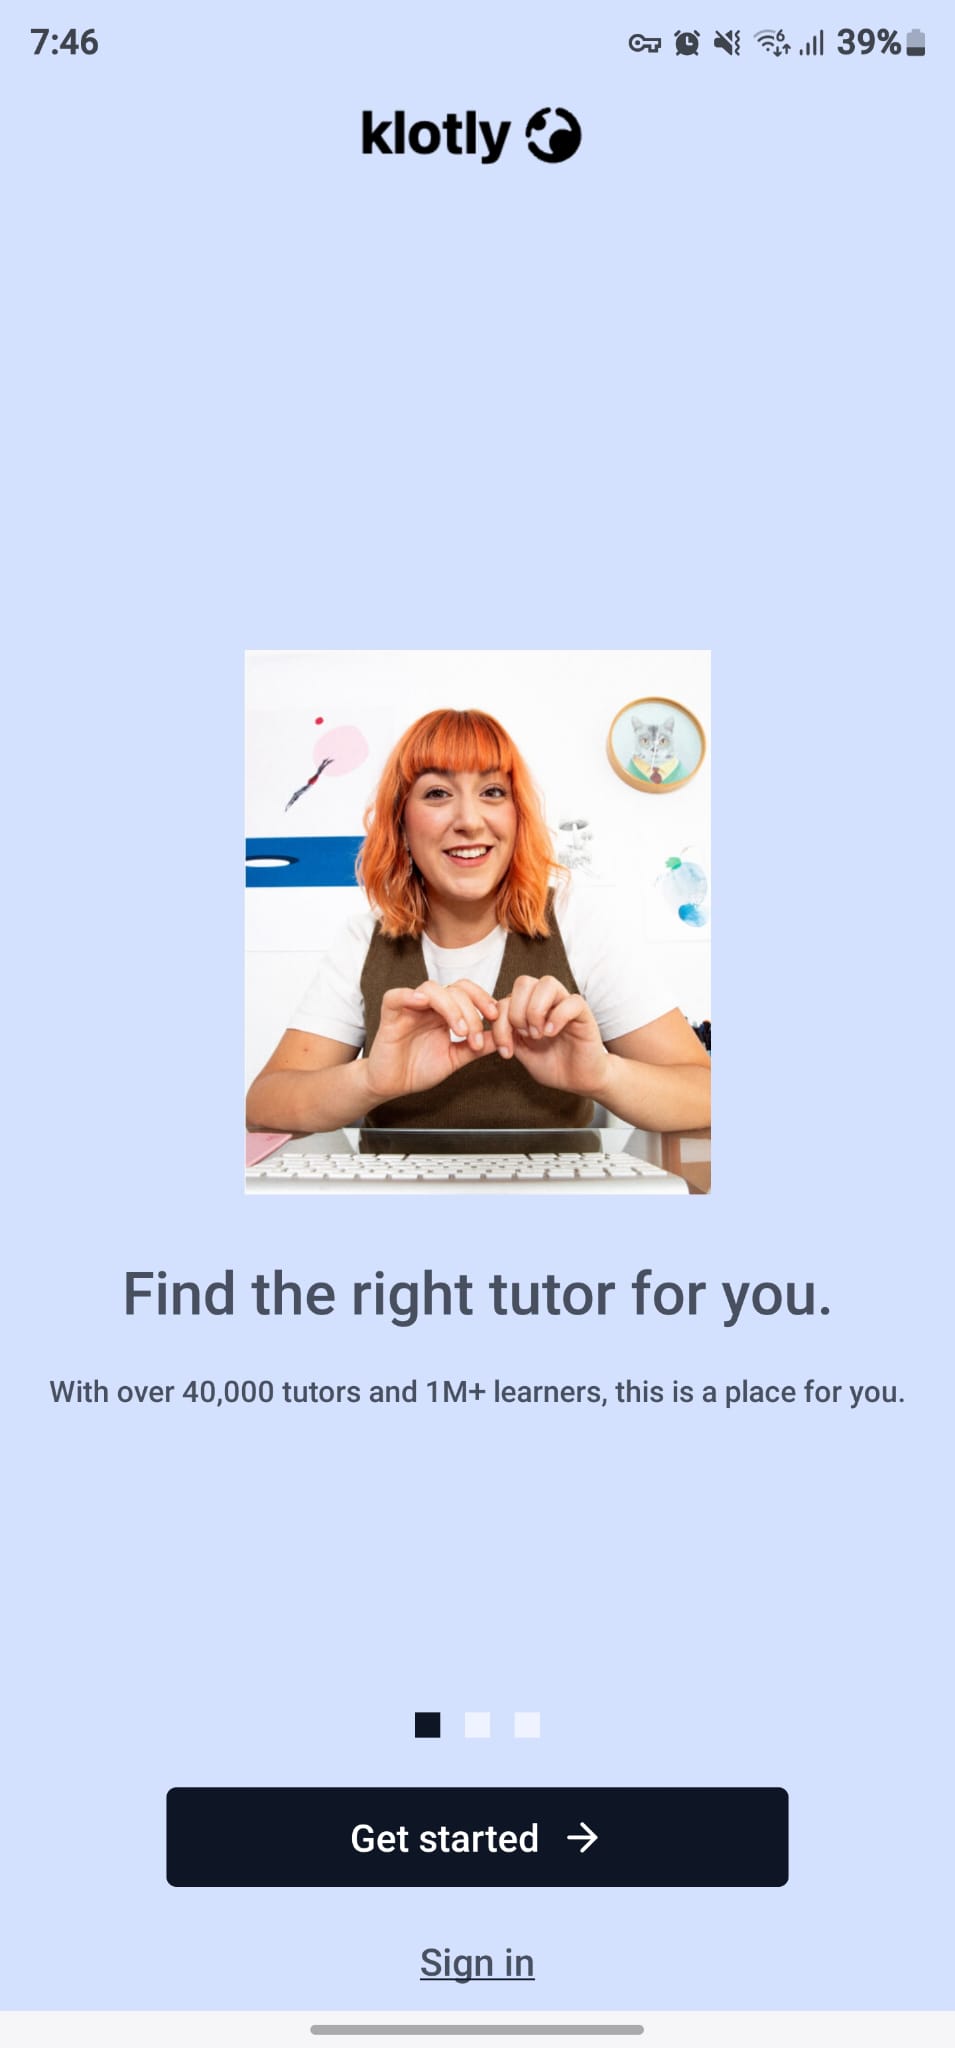 7:46
6
39%
klotly
Find the right tutor for you.
With over 40,000 tutors and 1M+ learners, this is a place for you.
Get started →
Sign in